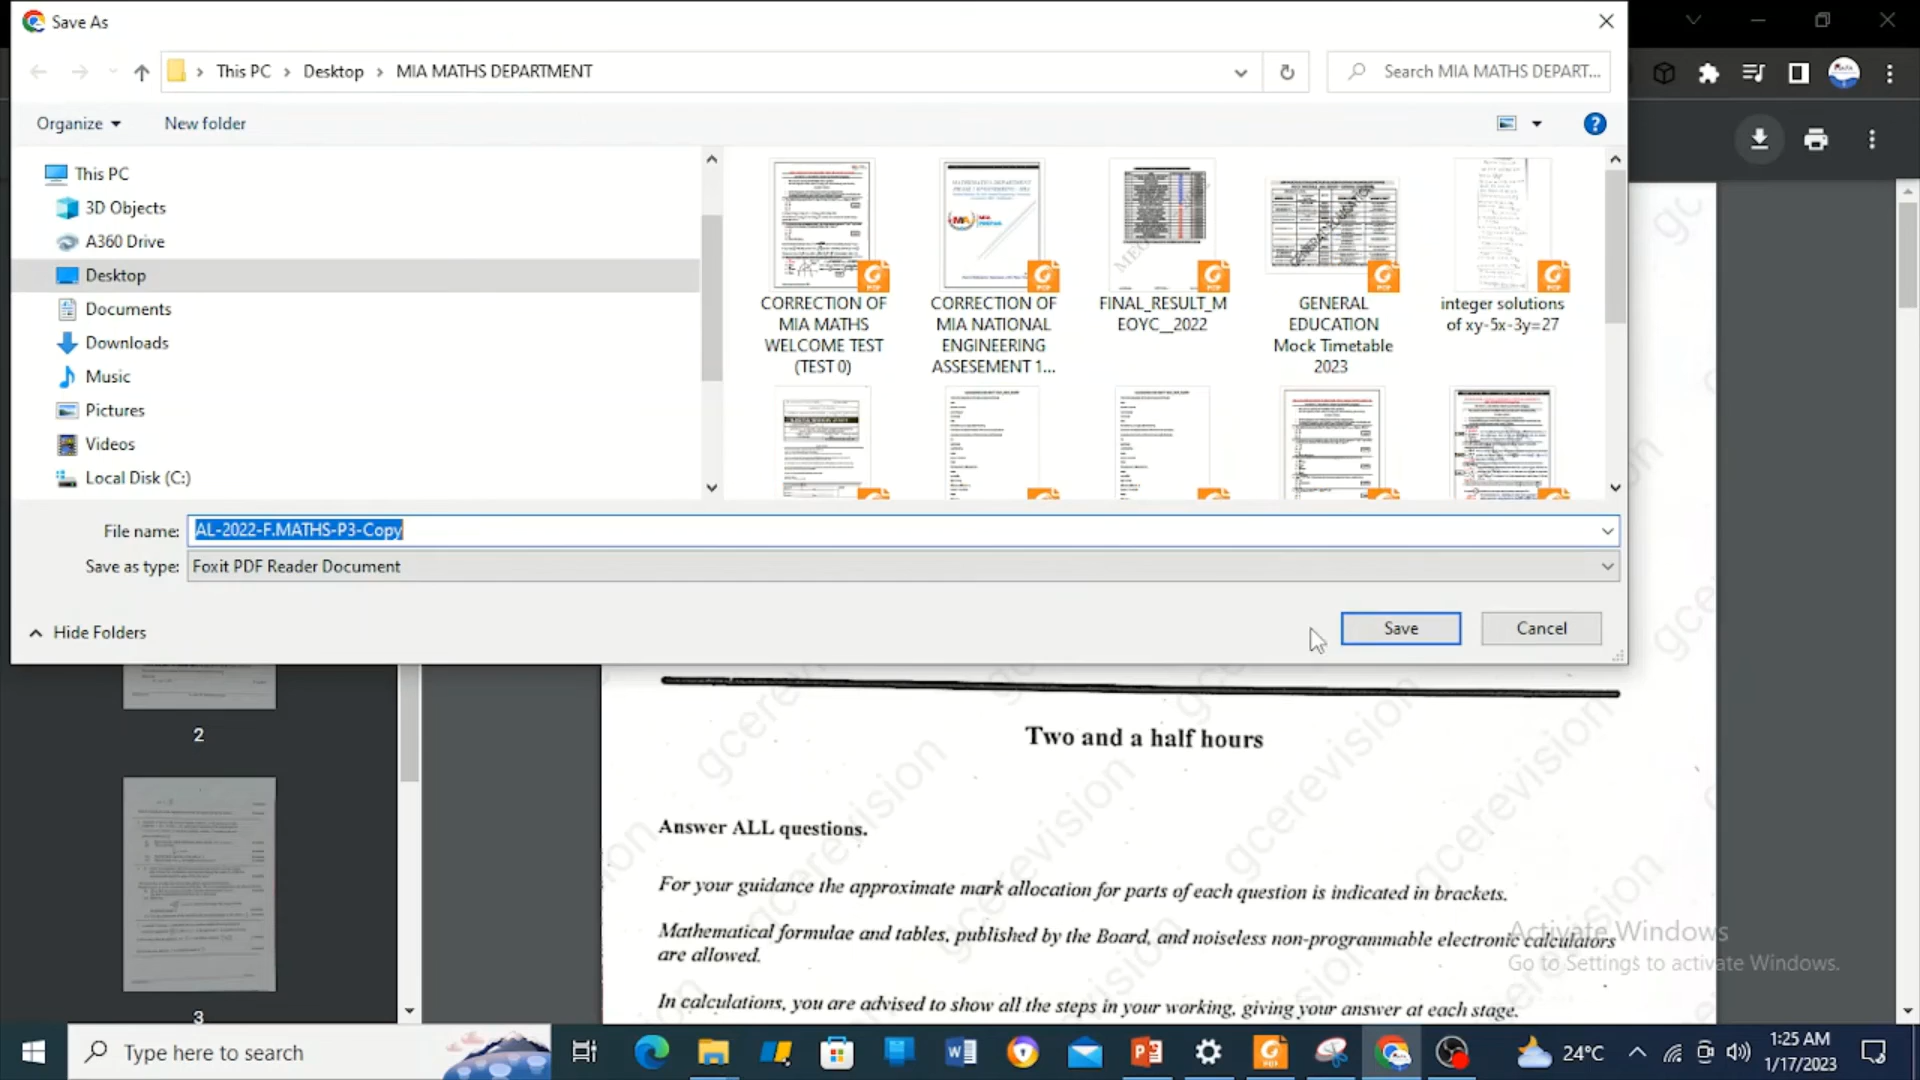 Save As
This PC > Desktop > MIA MATHS DEPARTMENT
Search MIA MATHS DEPART...
Organize
New folder
This PC
3D Objects
A360 Drive
Desktop
Documents
Downloads
Music
Pictures
Videos
Local Disk (C:)
CORRECTION OF
MIA MATHS
WELCOME TEST
(TEST 0)
CORRECTION OF
MIA NATIONAL
ENGINEERING
ASSESEMENT 1...
FINAL_RESULT_M
EOYC__2022
GENERAL
EDUCATION
Mock Timetable
2023
integer solutions
of xy-5x-3y=27
File name: AL-2022-F.MATHS-P3-Copy
Save as type: Foxit PDF Reader Document
Hide Folders
Save
Cancel
2
3
Two and a half hours
Answer ALL questions.
For your guidance the approximate mark allocation for parts of each question is indicated in brackets.
Mathematical formulae and tables, published by the Board, and noiseless non-programmable electronic calculators
are allowed.
In calculations, you are advised to show all the steps in your working, giving your answer at each stage.
gcerevision
Activate Windows
Go to Settings to activate Windows.
Type here to search
24°C
1:25 AM
1/17/2023